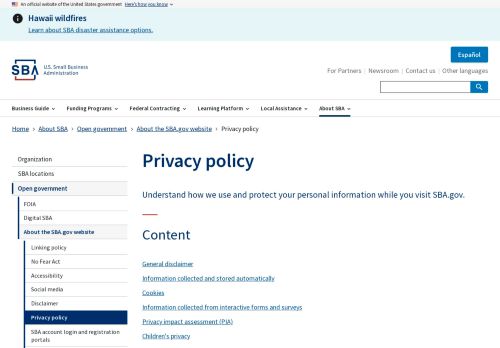 An official website of the United States government Here's how you know
Hawaii wildfires
Learn about SBA disaster assistance options.
Español
For Partners Newsroom Contact us Other languages
SBA
U.S. Small Business
Administration
Business Guide Funding Programs Federal Contracting Learning Platform Local Assistance About SBA
Home About SBA Open government About the SBA.gov website Privacy policy
Organization
SBA locations
Open government
FOIA
Digital SBA
About the SBA.gov website
Linking policy
No Fear Act
Accessibility
Social media
Disclaimer
Privacy policy
SBA account login and registration
portals
Privacy policy
Understand how we use and protect your personal information while you visit SBA.gov.
Content
General disclaimer
Information collected and stored automatically
Cookies
Information collected from interactive forms and surveys
Privacy impact assessment (PIA)
Children's privacy